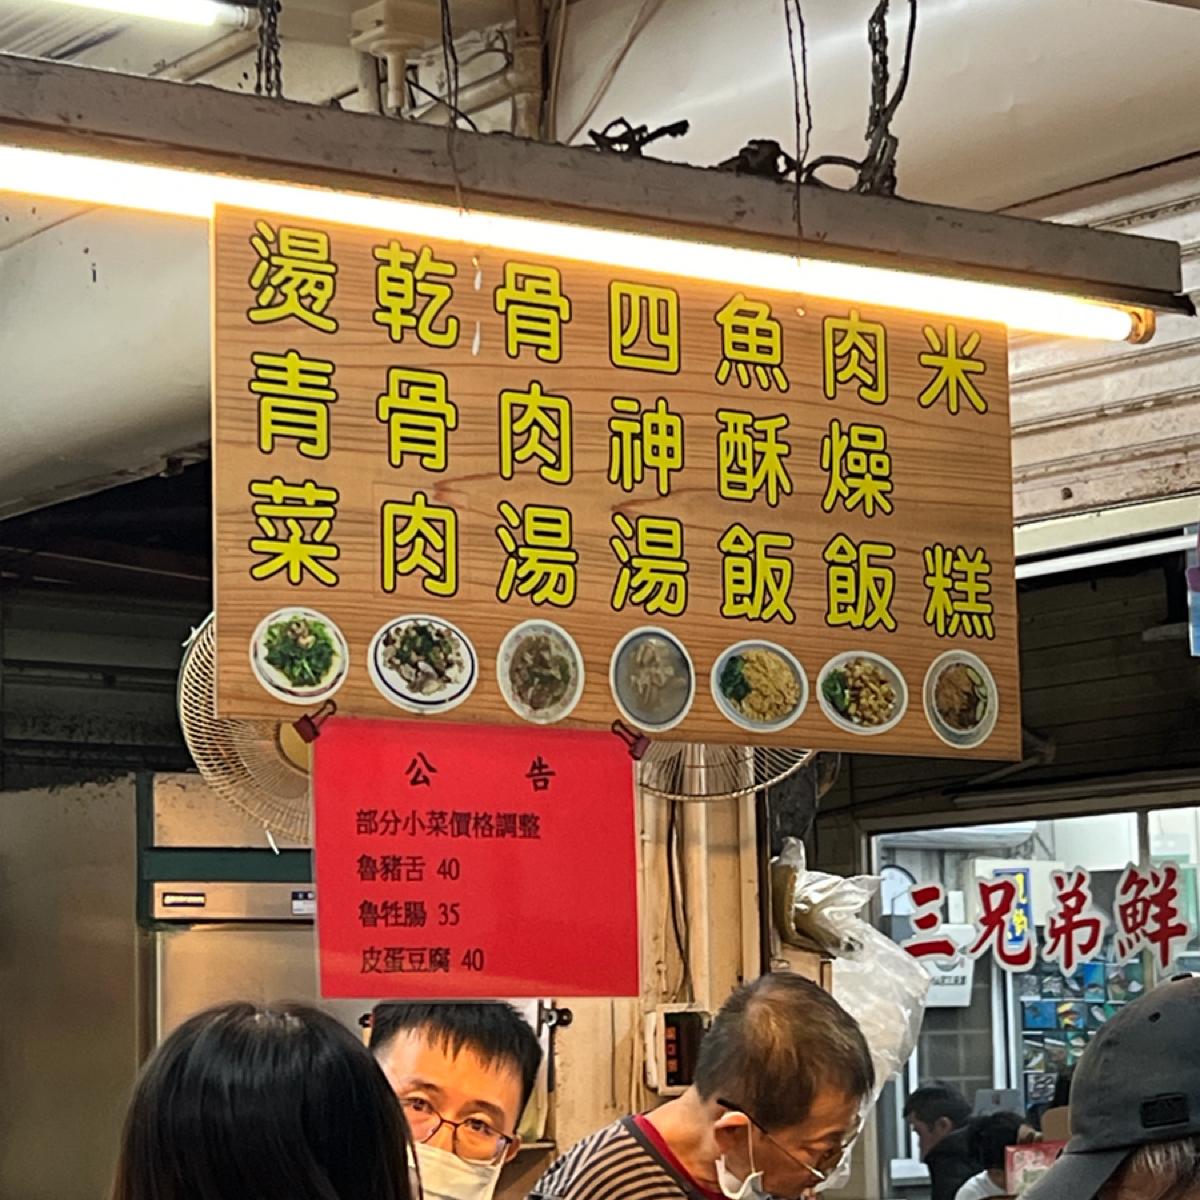 米糕
肉燥飯
魚酥飯
四神湯
骨肉湯
乾骨肉
燙青菜
公告
部分小菜價格調整
魯豬舌 40
魯牲腸 35
皮蛋豆腐 40
三兄弟鮮